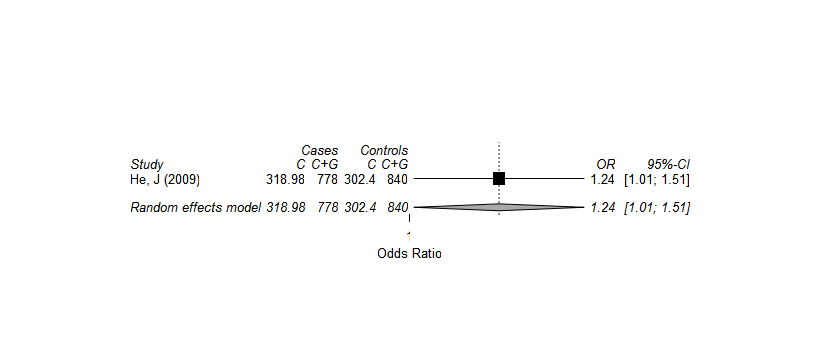 Cases Controls
Study C C+G C C+G OR 95%-CI
He, J (2009) 318.98 778 302.4 840 1.24 [1.01; 1.51]
Random effects model 318.98 778 302.4 840 1.24 [1.01; 1.51]
1
Odds Ratio